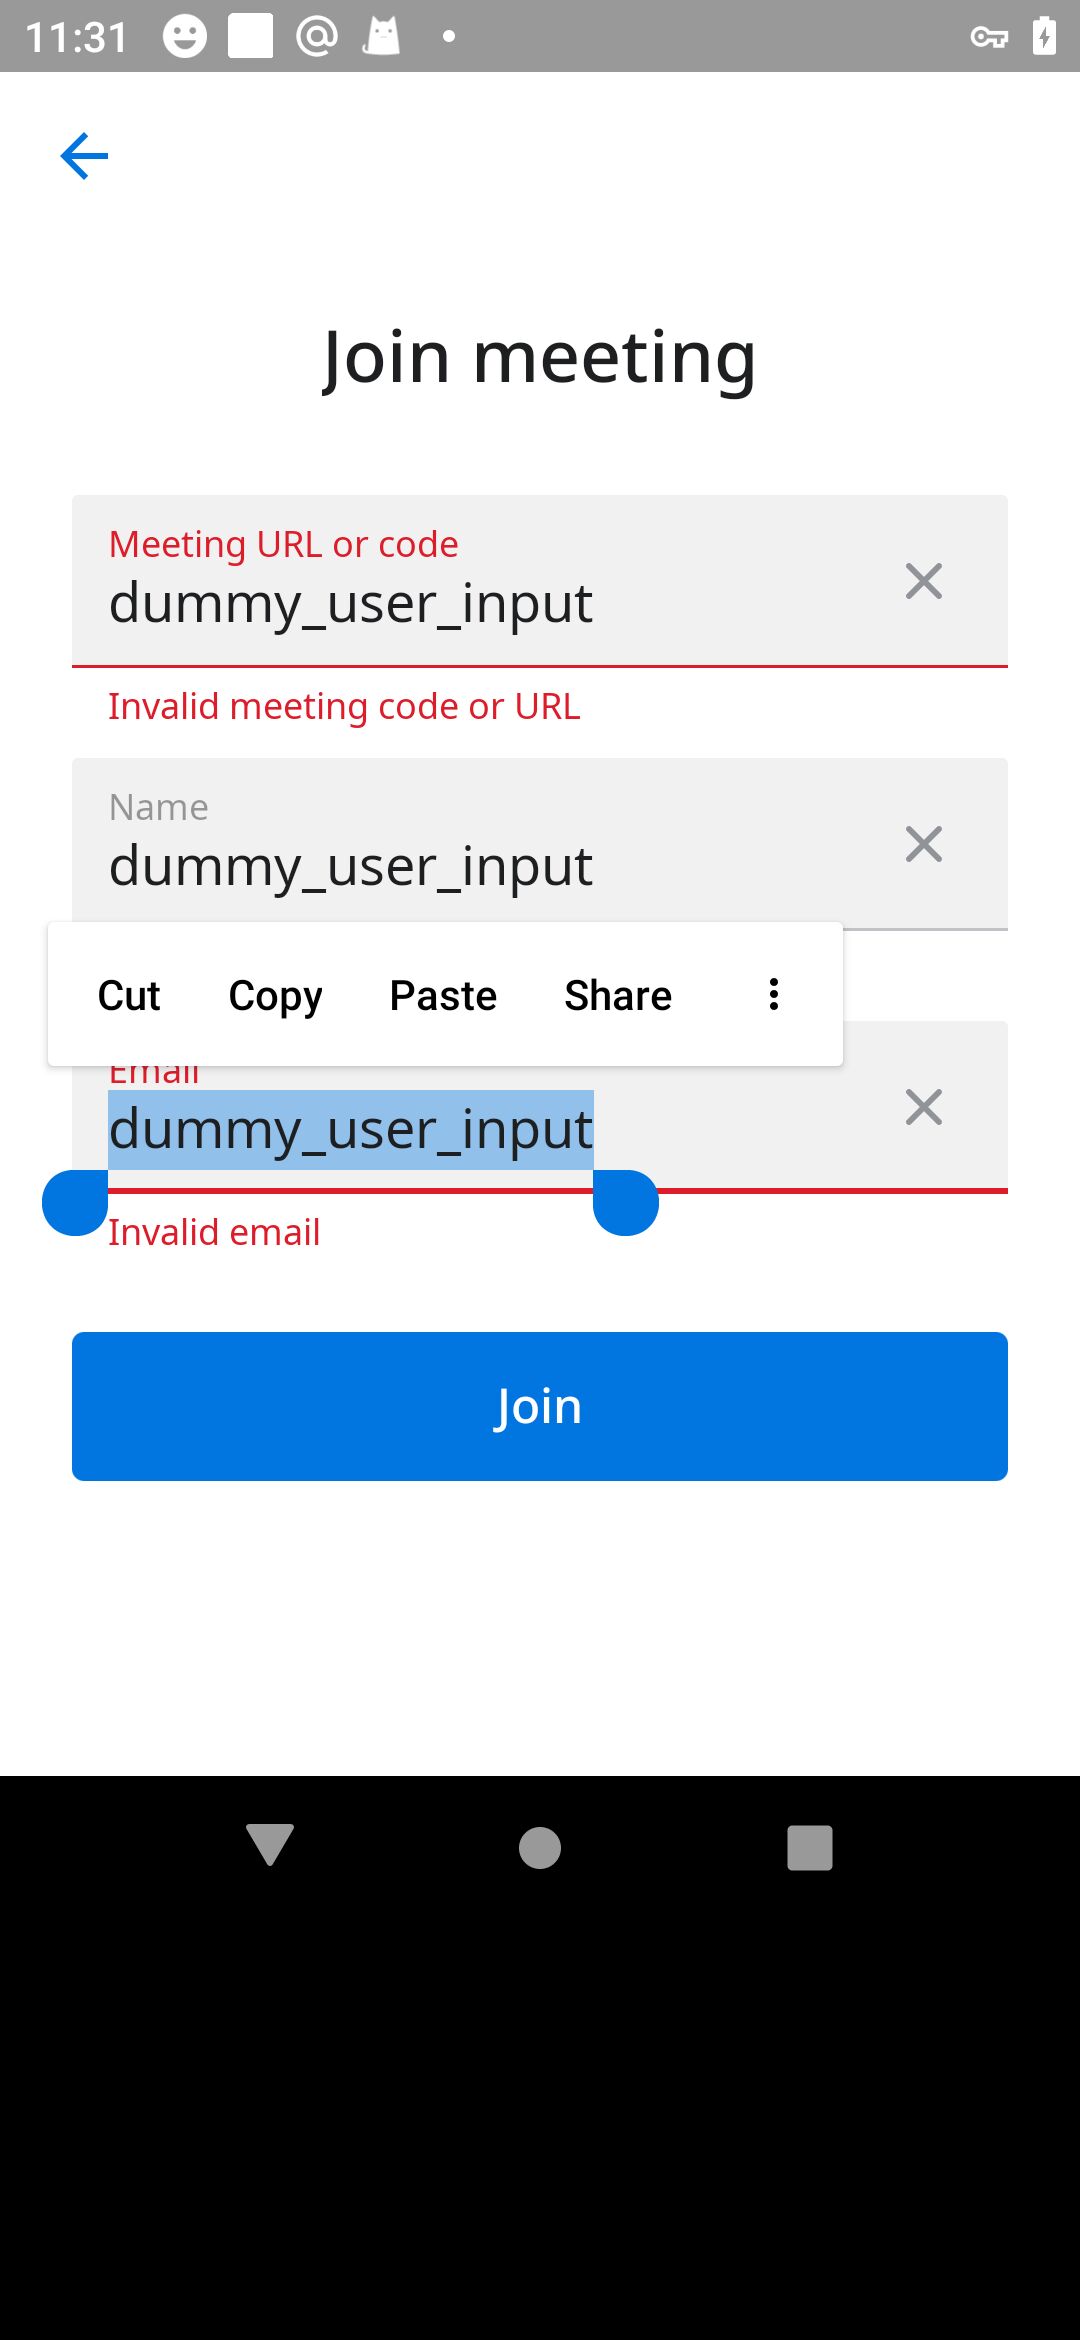 11:31
Join meeting
Meeting URL or code
dummy_user_input
Invalid meeting code or URL
Name
dummy_user_input
Cut Copy Paste Share
Email
dummy_user_input
Invalid email
Join